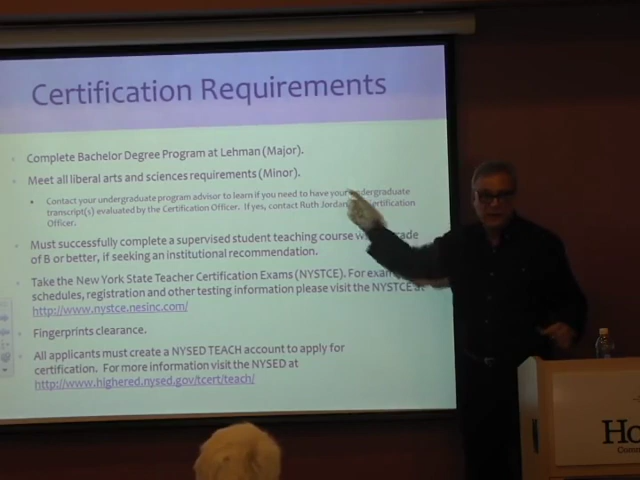 Certification Requirements
Complete Bachelor Degree Program at Lehman (Major).
Meet all liberal arts and sciences requirements (Minor).
Contact your undergraduate program advisor to learn if you need to have your undergraduate
transcript(s) evaluated by the Certification Officer. If yes, contact Ruth Jordan, Certification
Officer.
Must successfully complete a supervised student teaching course
of B or better, if seeking an institutional recommendation.
Take the New York State Teacher Certification Exams (NYSTCE). For
schedules, registration and other testing information please visit the NYSTCE at
http://www.nystce.nesinc.com/
Fingerprints clearance.
All applicants must create a NYSED TEACH account to apply for
certification. For more information visit the NYSED at
http://www.highered.nysed.gov/tcert/teach/
Ho